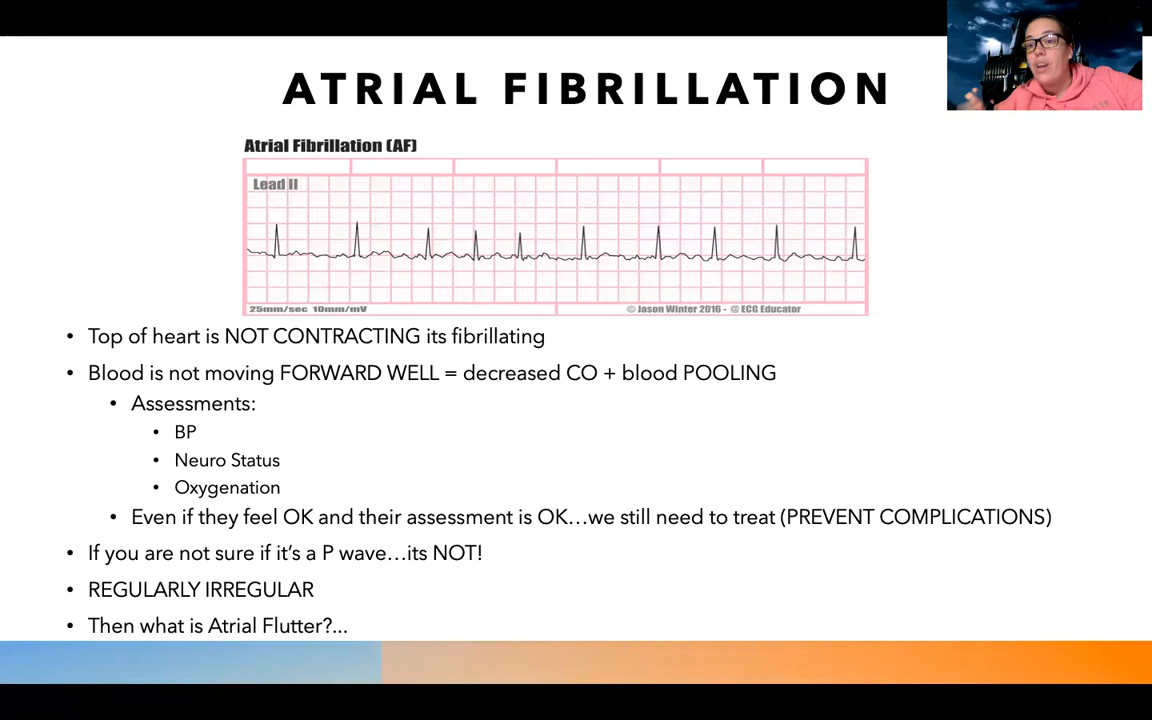 ATRIAL FIBRILLATION
Atrial Fibrillation (AF)
Lead II
25mm/sec 10mm/mV
© Jason Winter 2016 - @ ECG Educator
• Top of heart is NOT CONTRACTING its fibrillating
• Blood is not moving FORWARD WELL = decreased CO + blood POOLING
• Assessments:
• BP
• Neuro Status
• Oxygenation
• Even if they feel OK and their assessment is OK…we still need to treat (PREVENT COMPLICATIONS)
• If you are not sure if it’s a P wave…its NOT!
• REGULARLY IRREGULAR
• Then what is Atrial Flutter?...